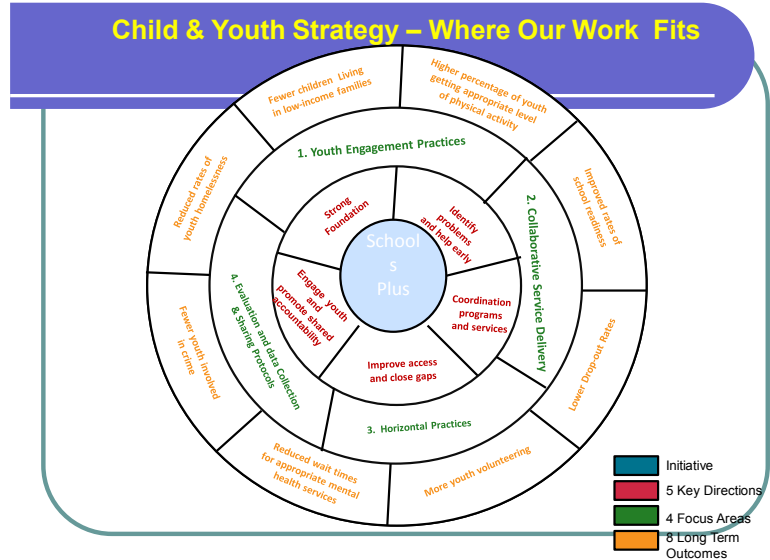 Child & Youth Strategy – Where Our Work  Fits
Fewer children  Living
in low-income families
Higher percentage of youth
getting appropriate level
of physical activity
Improved rates of
school readiness
Lower Drop-out Rates
More youth volunteering
Reduced wait times
for appropriate mental
health services
Fewer youth involved
in crime
Reduced rates of
youth homelessness
1. Youth Engagement Practices
2. Collaborative Service Delivery
3.  Horizontal Practices
4. Evaluation and data Collection
& Sharing Protocols
Strong
Foundation
Identify
problems
and help early
Coordination
programs
and services
Improve access
and close gaps
Engage  youth
and
promote shared
accountability
School
s
Plus
Initiative
5 Key Directions
4 Focus Areas
8 Long Term
Outcomes